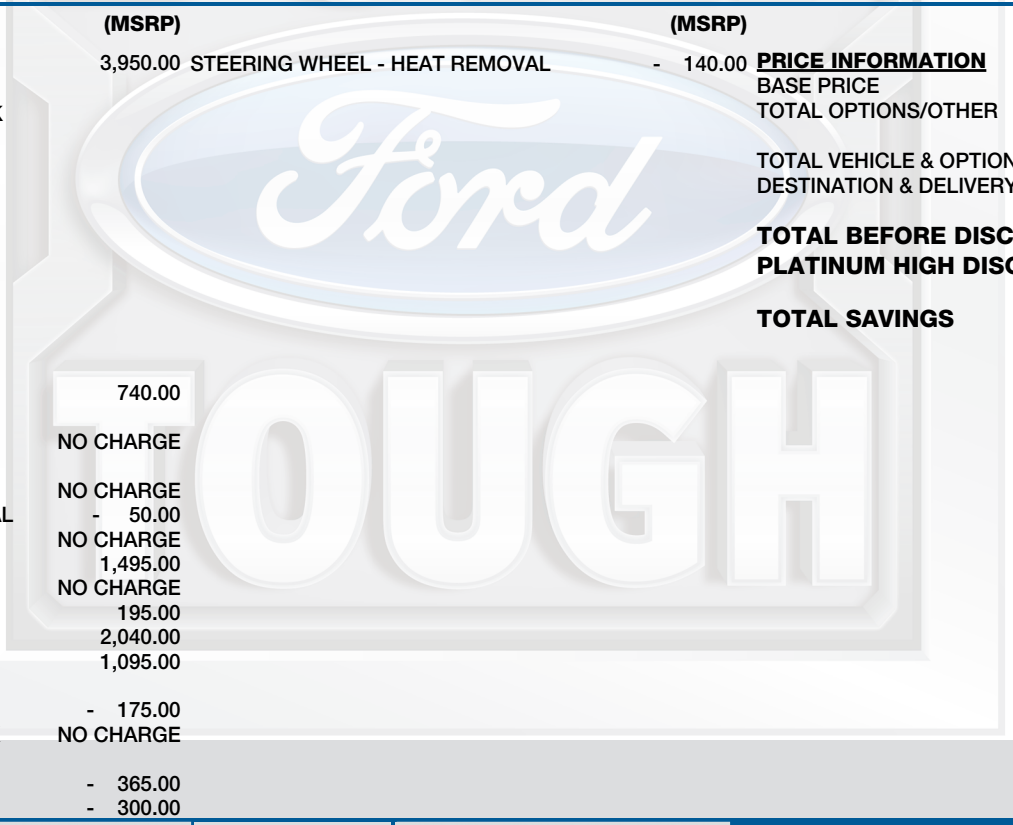 (MSRP) (MSRP)
3,950.00 STEERING WHEEL - HEAT REMOVAL - 140.00
740.00
NO CHARGE
NO CHARGE
- 50.00
NO CHARGE
1,495.00
NO CHARGE
195.00
2,040.00
1,095.00
- 175.00
NO CHARGE
- 365.00
- 300.00
PRICE INFORMATION
BASE PRICE
TOTAL OPTIONS/OTHER
TOTAL VEHICLE & OPTION
DESTINATION & DELIVERY
TOTAL BEFORE DISC
PLATINUM HIGH DISC
TOTAL SAVINGS
Ford
TOUGH